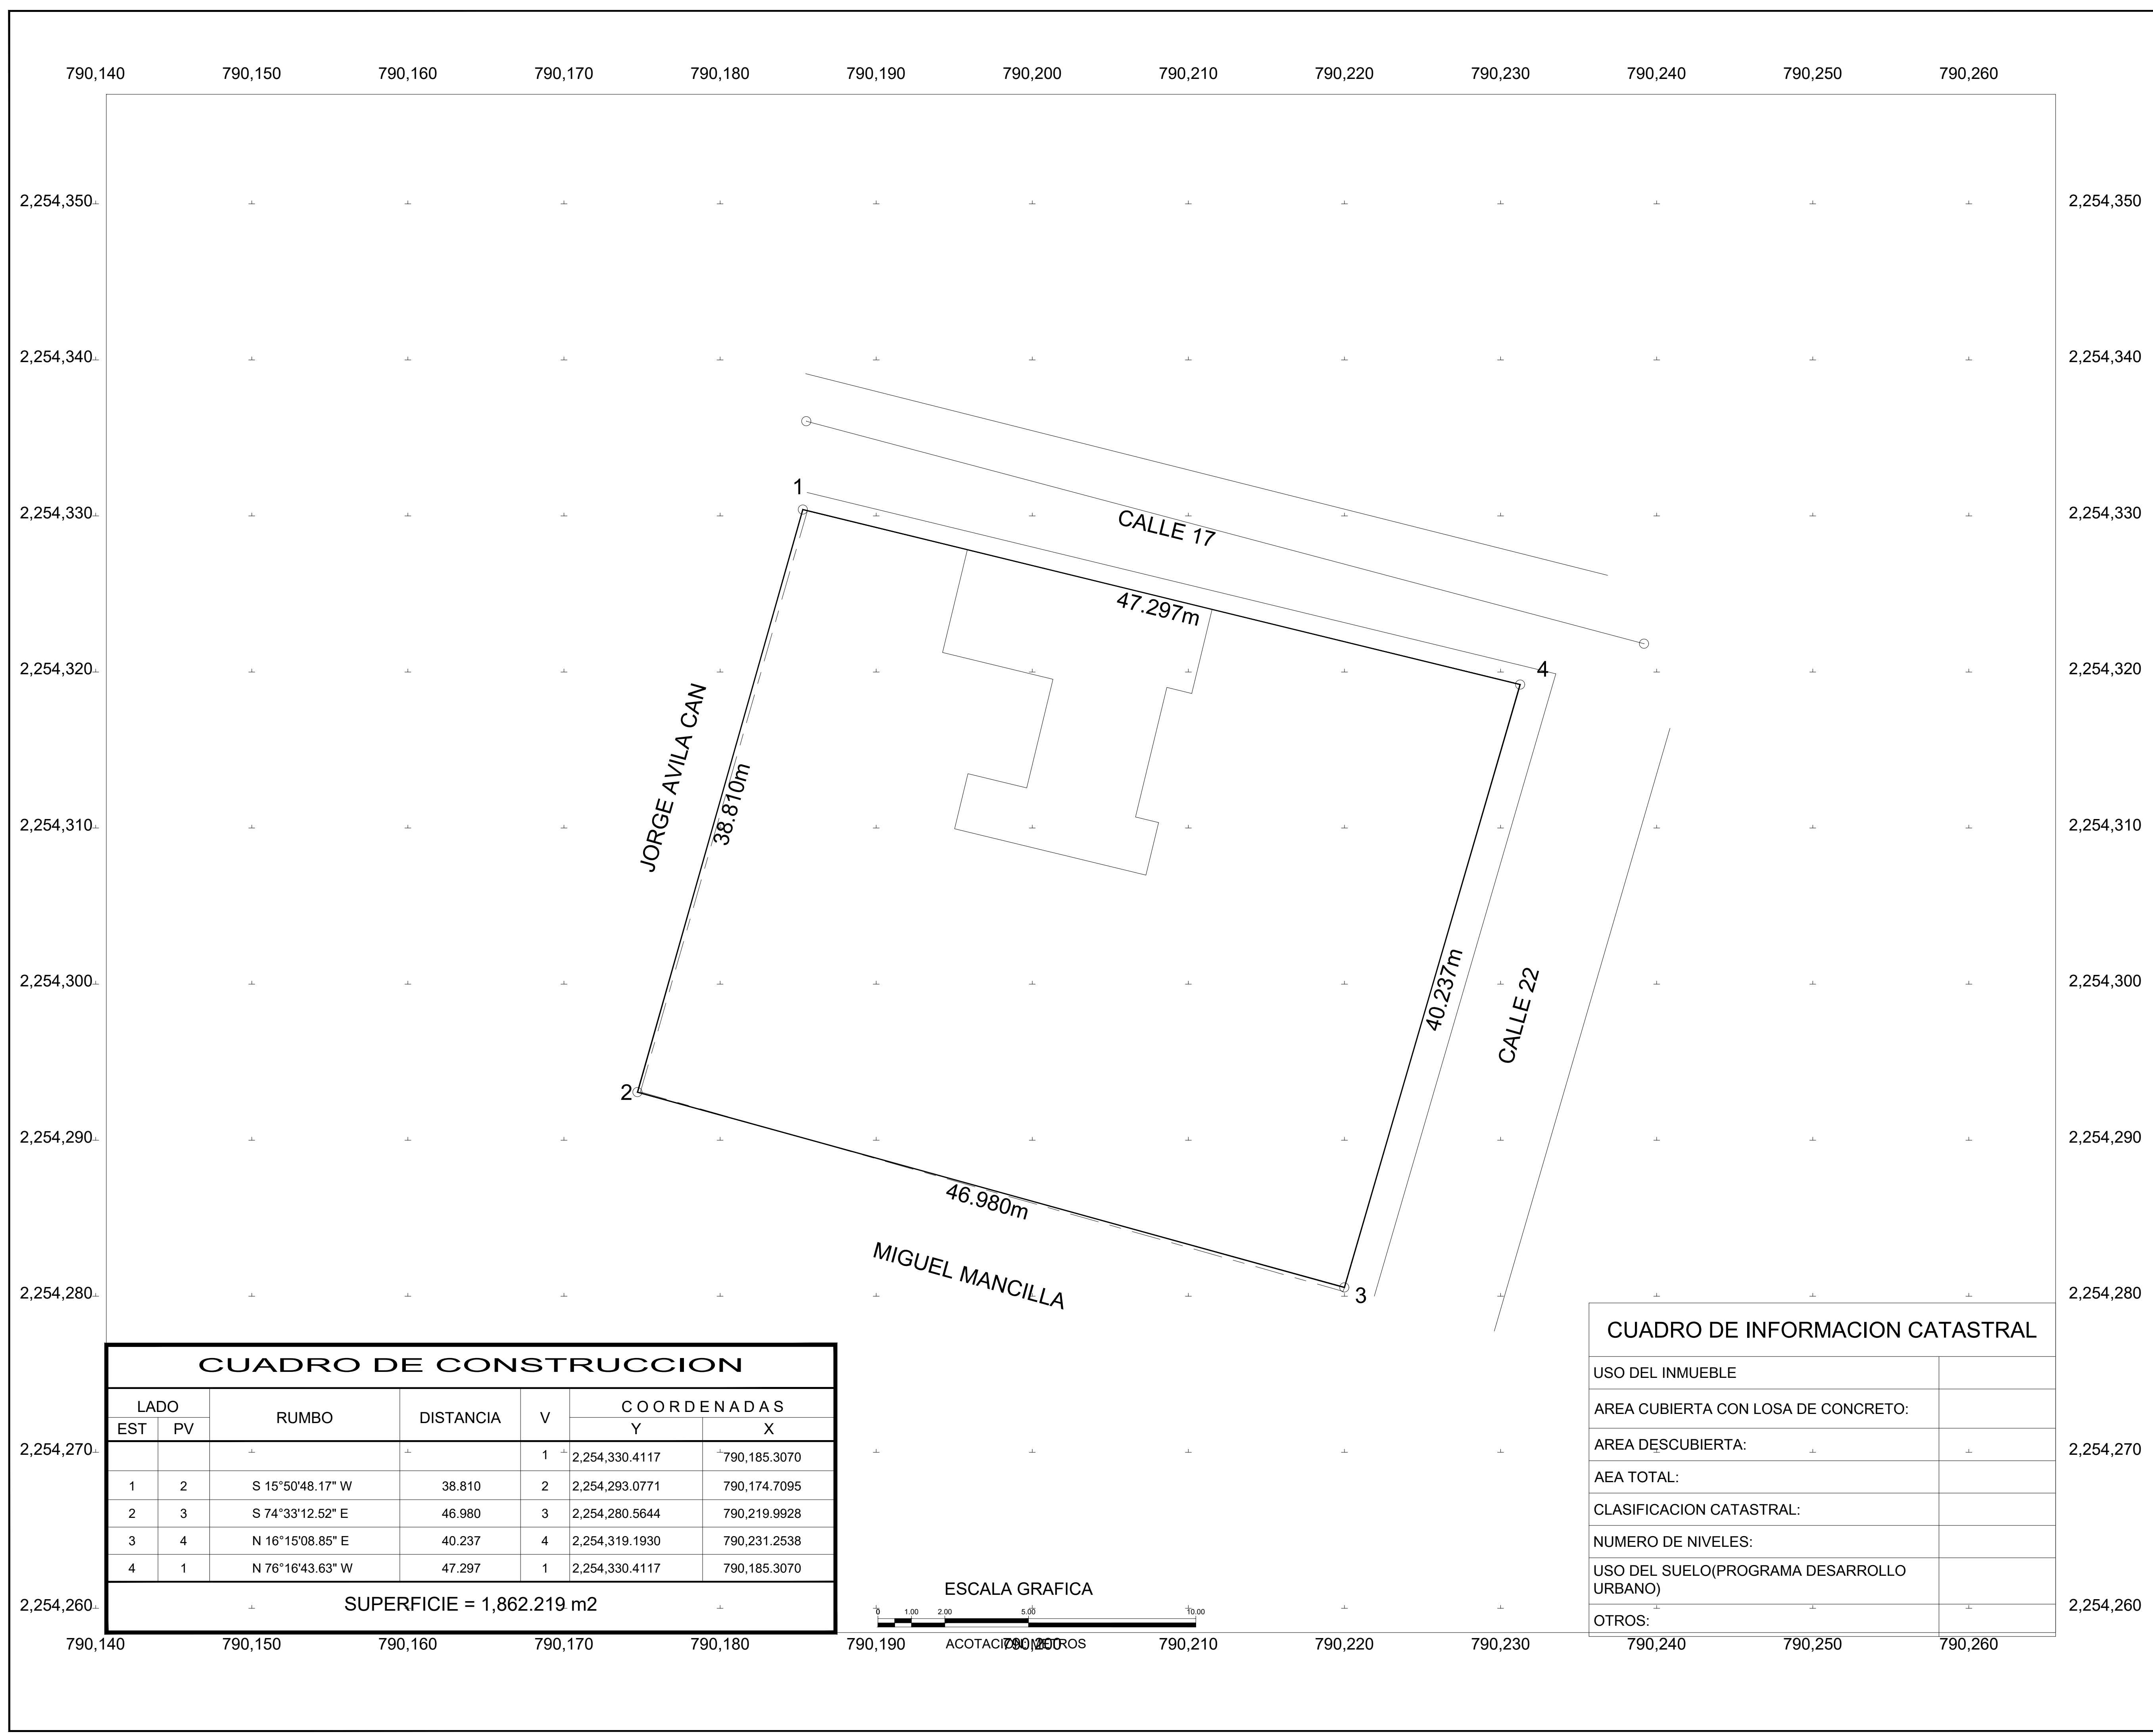 790,140 790,150 790,160 790,170 790,180 790,190 790,200 790,210 790,220 790,230 790,240 790,250 790,260
2,254,350 2,254,350
2,254,340 2,254,340
1
2,254,330 2,254,330
CALLE 17
47.297m
4
2,254,320 2,254,320
JORGE AVILA CAN
38.810m
2,254,310 2,254,310
2,254,300 2,254,300
40.237m
CALLE 22
2
2,254,290 2,254,290
46.980m
MIGUEL MANCILLA
2,254,280 2,254,280
3
CUADRO DE CONSTRUCCION
LADO RUMBO DISTANCIA V C O O R D E N A D A S
EST PV Y X
1 2,254,330.4117 790,185.3070
1 2 S 15°50'48.17" W 38.810 2 2,254,293.0771 790,174.7095
2 3 S 74°33'12.52" E 46.980 3 2,254,280.5644 790,219.9928
3 4 N 16°15'08.85" E 40.237 4 2,254,319.1930 790,231.2538
4 1 N 76°16'43.63" W 47.297 1 2,254,330.4117 790,185.3070
SUPERFICIE = 1,862.219 m2
2,254,270 2,254,270
2,254,260 2,254,260
ESCALA GRAFICA
0 1.00 2.00 5.00 10.00
ACOTACION: METROS
CUADRO DE INFORMACION CATASTRAL
USO DEL INMUEBLE
AREA CUBIERTA CON LOSA DE CONCRETO:
AREA DESCUBIERTA:
AEA TOTAL:
CLASIFICACION CATASTRAL:
NUMERO DE NIVELES:
USO DEL SUELO(PROGRAMA DESARROLLO
URBANO)
OTROS:
790,140 790,150 790,160 790,170 790,180 790,190 790,200 790,210 790,220 790,230 790,240 790,250 790,260